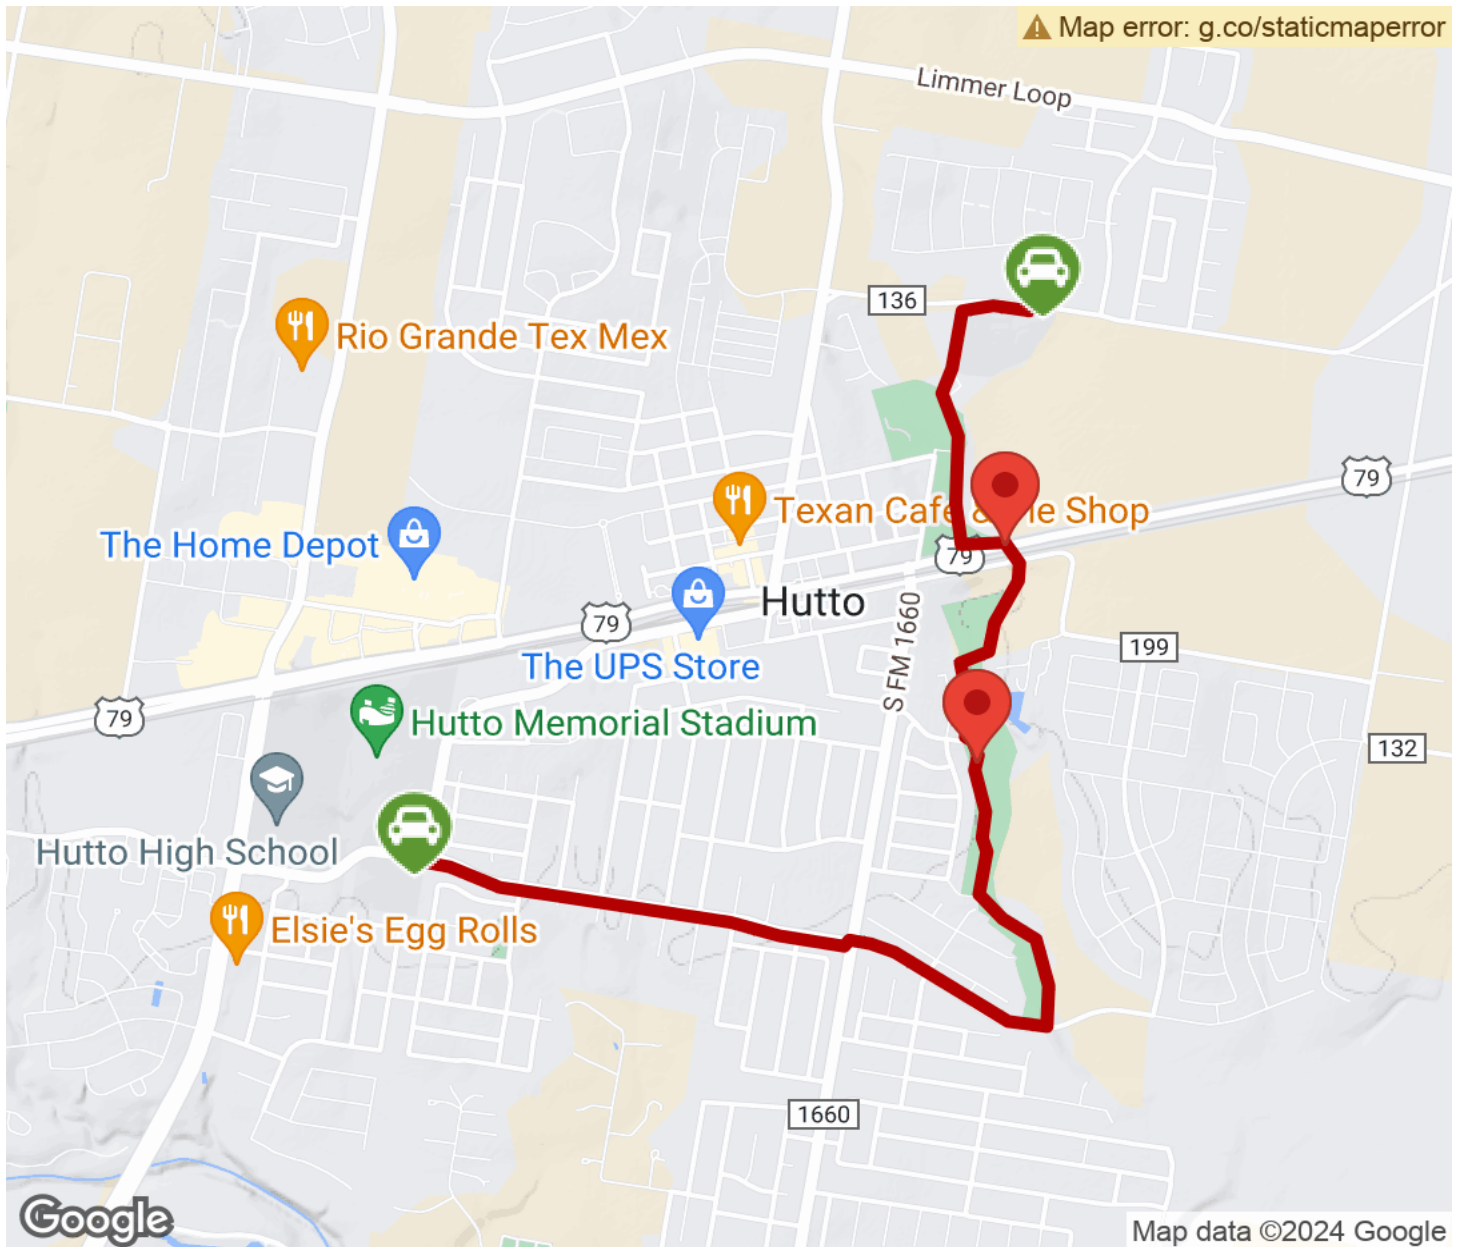 Map error: g.co/staticmaperror
Limmer Loop
136
Rio Grande Tex Mex
79
Texan Cafe & Pie Shop
The Home Depot
79
Hutto
79
S FM 1660
199
The UPS Store
79
Hutto Memorial Stadium
132
Hutto High School
Elsie's Egg Rolls
1660
Google
Map data ©2024 Google